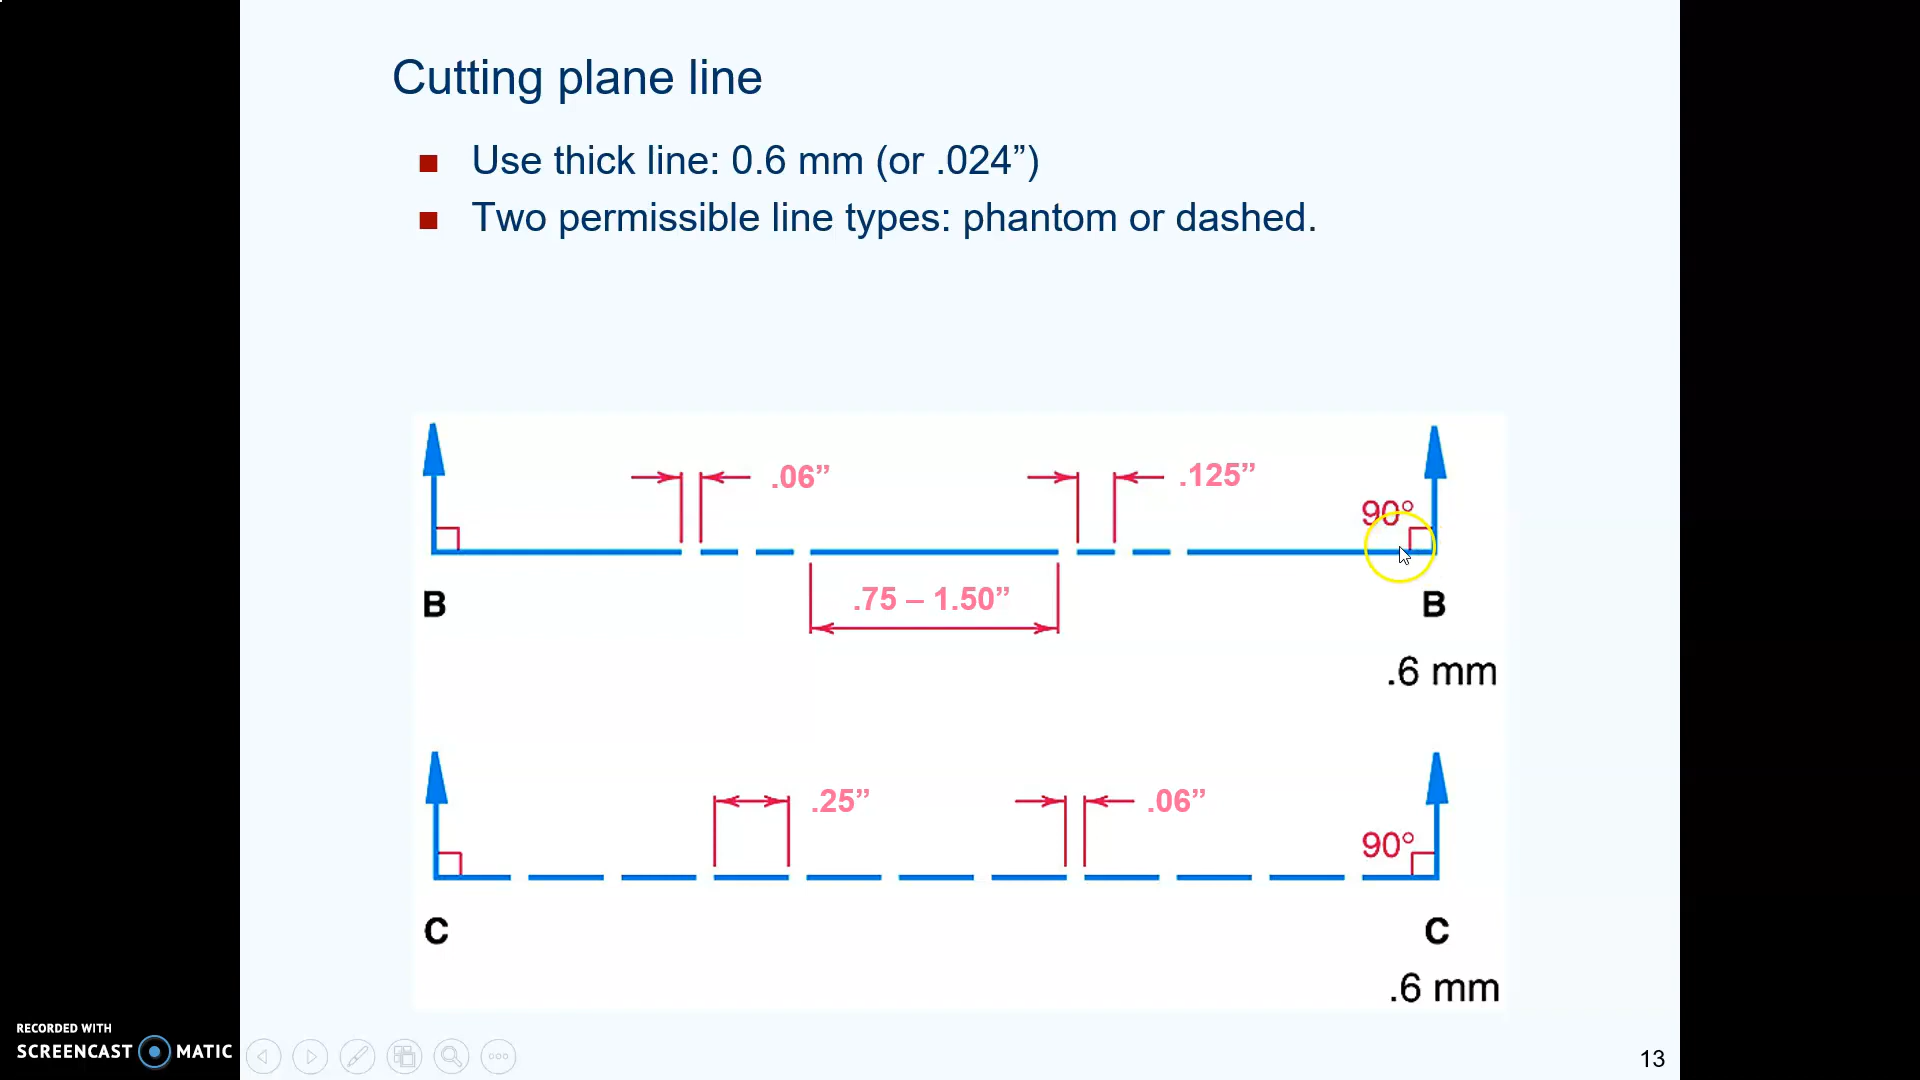 Cutting plane line
Use thick line: 0.6 mm (or .024”)
Two permissible line types: phantom or dashed.
.06”
.125”
90°
.75 – 1.50”
B
B
.6 mm
.25”
.06”
90°
C
C
.6 mm
RECORDED WITH
SCREENCAST MATIC
13